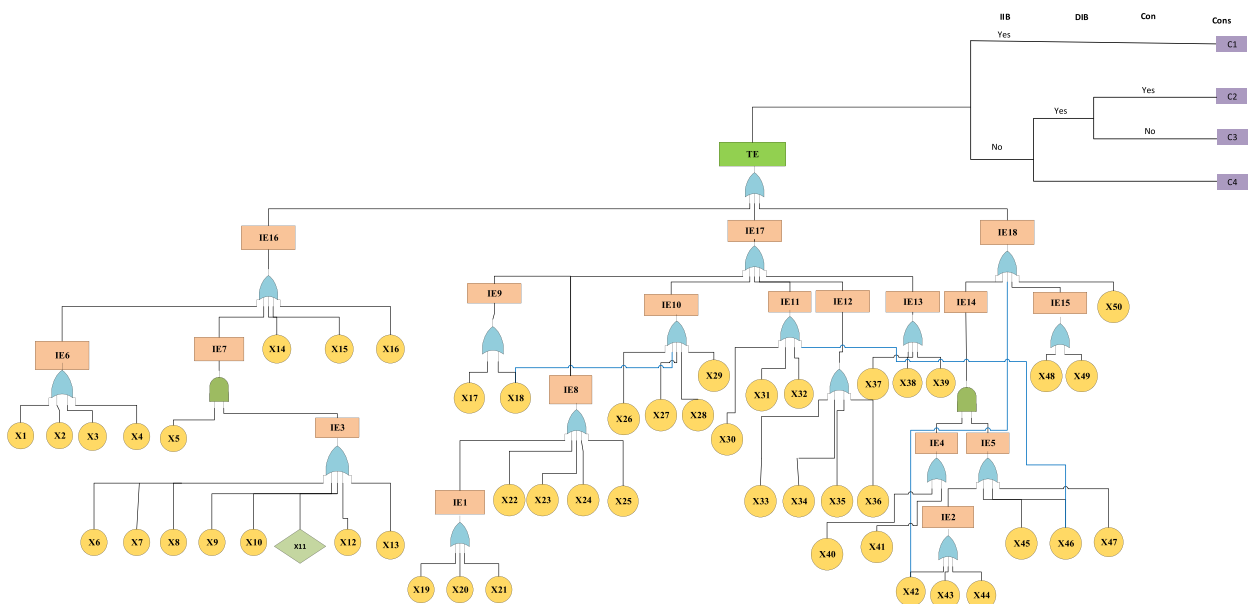 IIB DIB Con Cons
Yes
C1
Yes
C2
Yes
No
C3
No
TE
C4
IE16 IE17 IE18
IE9 IE10 IE11 IE12 IE13 IE14 IE15 X50
IE6 IE7 X14 X15 X16
X29 X48 X49
X17 X18 IE8 X31 X32 X37 X38 X39
X26 X27 X28
X1 X2 X3 X4 X5 IE3 X30 IE4 IE5
IE1 X22 X23 X24 X25 X33 X34 X35 X36
IE2
X6 X7 X8 X9 X10 X11 X12 X13 X40 X41 X45 X46 X47
X19 X20 X21 X42 X43 X44